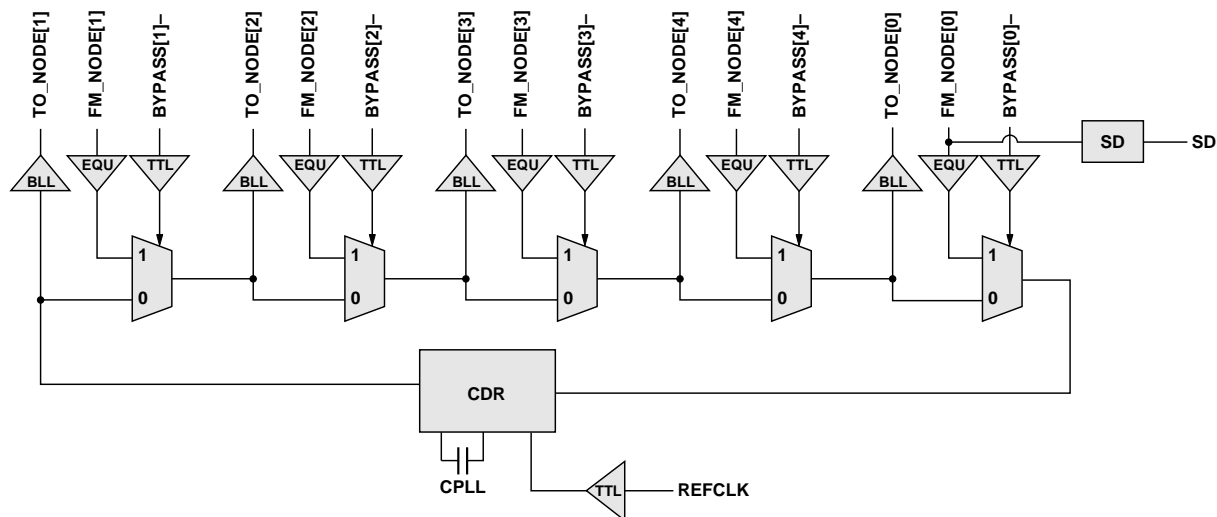 TO_NODE[1]
FM_NODE[1]
BYPASS[1]–
TO_NODE[2]
FM_NODE[2]
BYPASS[2]–
TO_NODE[3]
FM_NODE[3]
BYPASS[3]–
TO_NODE[4]
FM_NODE[4]
BYPASS[4]–
TO_NODE[0]
FM_NODE[0]
BYPASS[0]–
BLL
EQU
TTL
BLL
EQU
TTL
BLL
EQU
TTL
BLL
EQU
TTL
BLL
EQU
TTL
SD
SD
1
0
1
0
1
0
1
0
1
0
CDR
CPLL
TTL
REFCLK